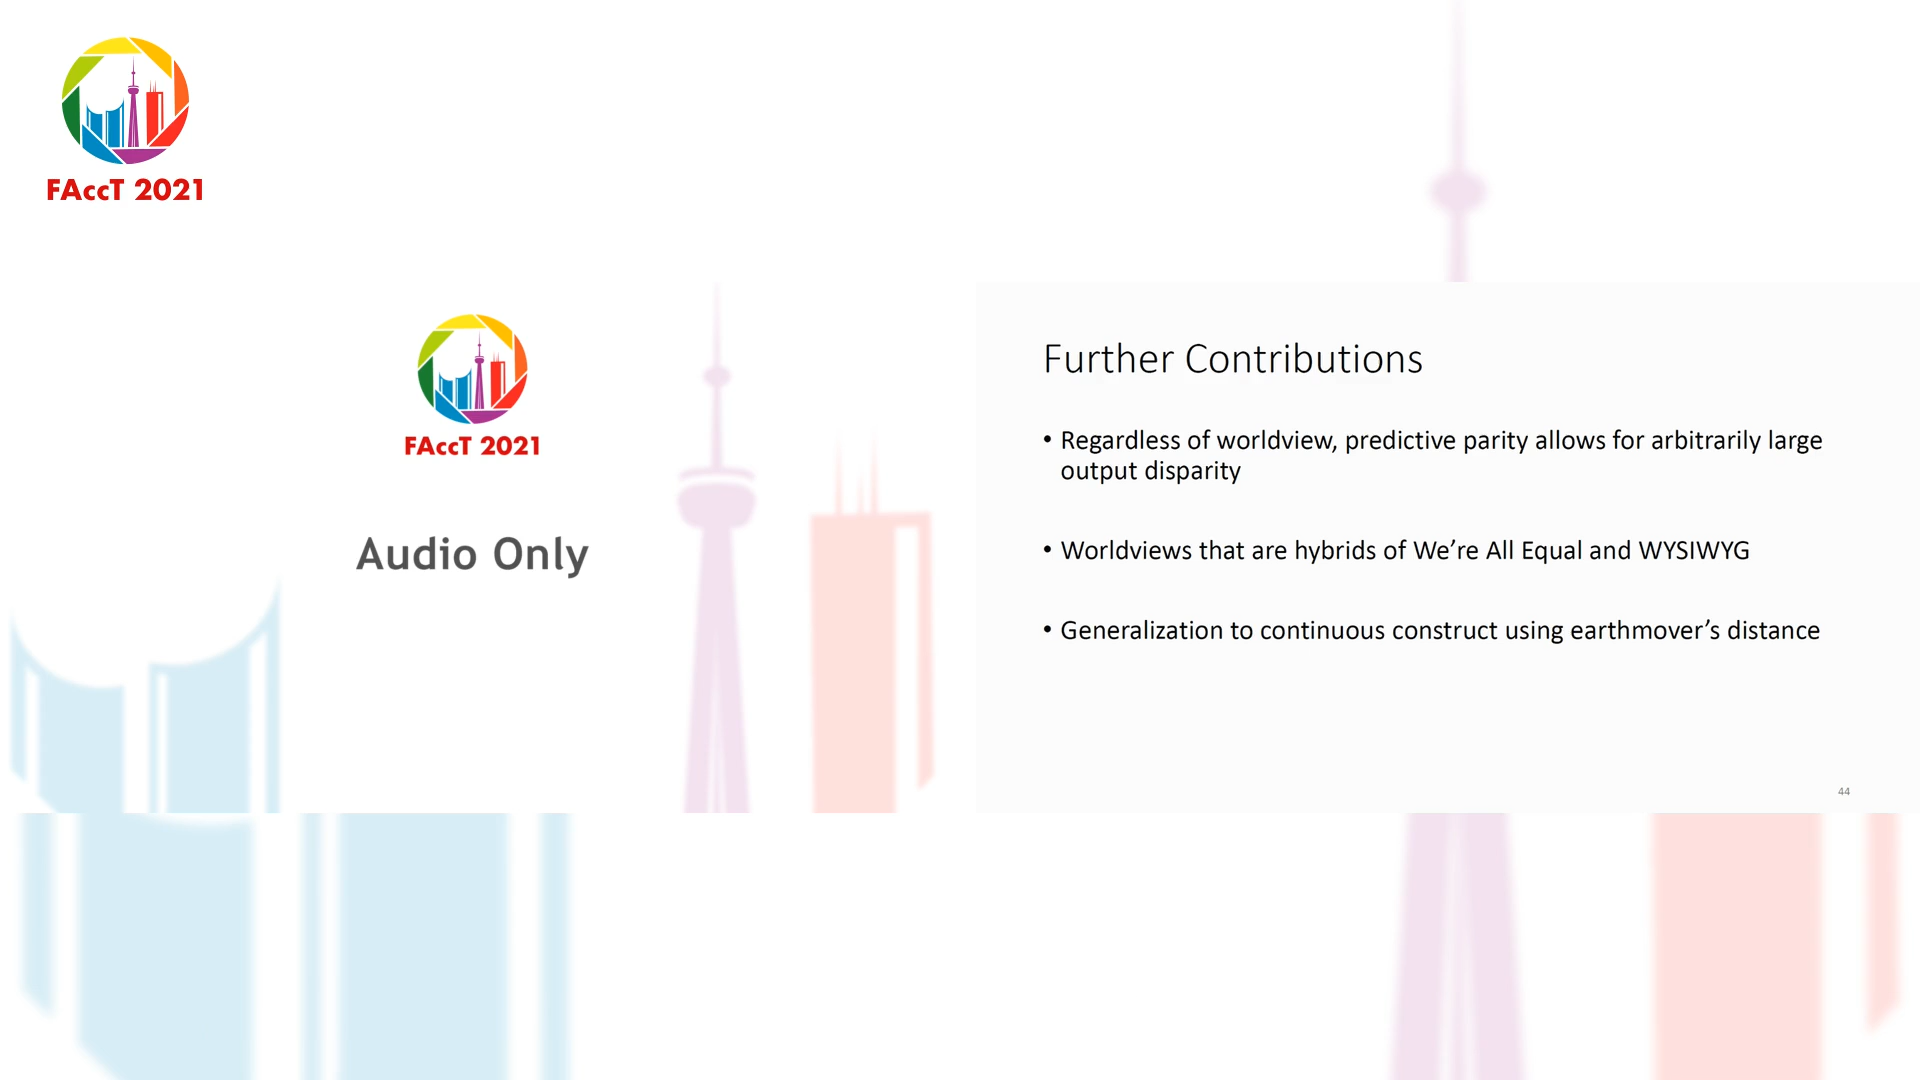 FAccT 2021
FAccT 2021
Audio Only
Further Contributions
• Regardless of worldview, predictive parity allows for arbitrarily large
output disparity
• Worldviews that are hybrids of We’re All Equal and WYSIWYG
• Generalization to continuous construct using earthmover’s distance
44